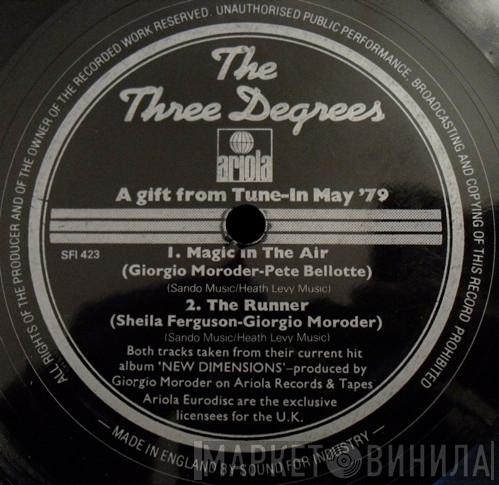 ALL RIGHTS OF THE PRODUCER AND OF THE OWNER OF THE RECORDED WORK RESERVED. UNAUTHORISED PUBLIC PERFORMANCE, BROADCASTING AND COPYING OF THIS RECORD PROHIBITED
The
Three Degrees
ariola
A gift from Tune-In May '79
SFI 423
1. Magic in The Air
(Giorgio Moroder-Pete Bellotte)
(Sando Music/Heath Levy Music)
2. The Runner
(Sheila Ferguson-Giorgio Moroder)
(Sando Music/Heath Levy Music)
Both tracks taken from their current hit
album 'NEW DIMENSIONS'–produced by
Giorgio Moroder on Ariola Records & Tapes
Ariola Eurodisc are the exclusive
licensees for the U.K.
— MADE IN ENGLAND BY SOUND FOR INDUSTRY —
МАРКЕТ ВИНИЛА